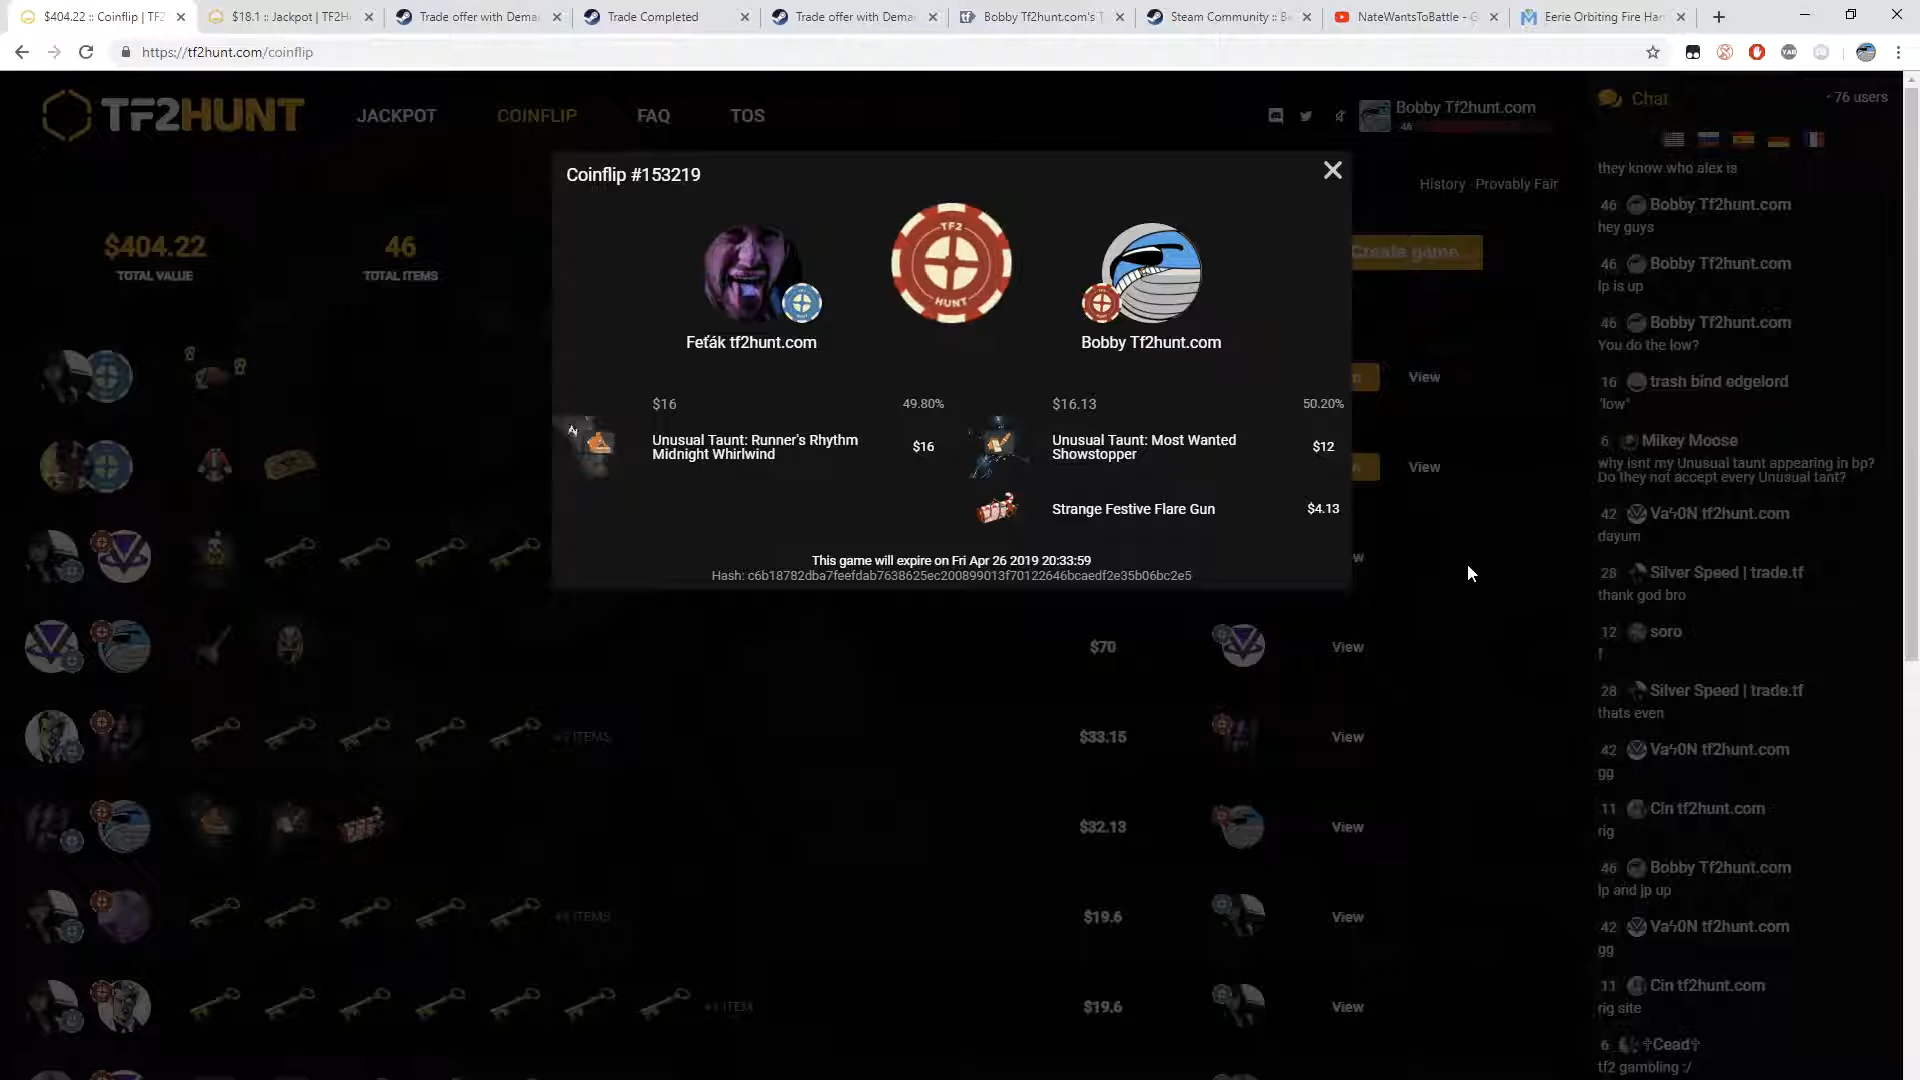 $404.22 :: Coinflip | TF2
$18.1 :: Jackpot | TF2H
Trade offer with Dema
Trade Completed
Trade offer with Dema
Bobby Tf2hunt.com's T
Steam Community :: B
NateWantsToBattle - G
Eerie Orbiting Fire Har
https://tf2hunt.com/coinflip
TF2HUNT
JACKPOT
COINFLIP
FAQ
TOS
Bobby Tf2hunt.com
46
Chat
76 users
Coinflip #153219
History · Provably Fair
$404.22
TOTAL VALUE
46
TOTAL ITEMS
Create game
TF2
HUNT
Feťák tf2hunt.com
Bobby Tf2hunt.com
$16
49.80%
Unusual Taunt: Runner's Rhythm
Midnight Whirlwind
$16
$16.13
50.20%
Unusual Taunt: Most Wanted
Showstopper
$12
Strange Festive Flare Gun
$4.13
This game will expire on Fri Apr 26 2019 20:33:59
Hash: c6b18782dba7feefdab7638625ec200899013f70122646bcaedf2e35b06bc2e5
View
View
$70
View
$33.15
View
$32.13
View
$19.6
View
+1 ITEM
$19.6
View
they know who alex is
46 Bobby Tf2hunt.com
hey guys
46 Bobby Tf2hunt.com
lp is up
46 Bobby Tf2hunt.com
You do the low?
16 trash bind edgelord
'low"
6 Mikey Moose
why isnt my Unusual taunt appearing in bp?
Do they not accept every Unusual tant?
42 Vaϟ0N tf2hunt.com
dayum
28 Silver Speed | trade.tf
thank god bro
12 soro
f
28 Silver Speed | trade.tf
thats even
42 Vaϟ0N tf2hunt.com
gg
11 Cin tf2hunt.com
rig
46 Bobby Tf2hunt.com
lp and jp up
42 Vaϟ0N tf2hunt.com
gg
11 Cin tf2hunt.com
rig site
6 ✞Cead✞
tf2 gambling :/